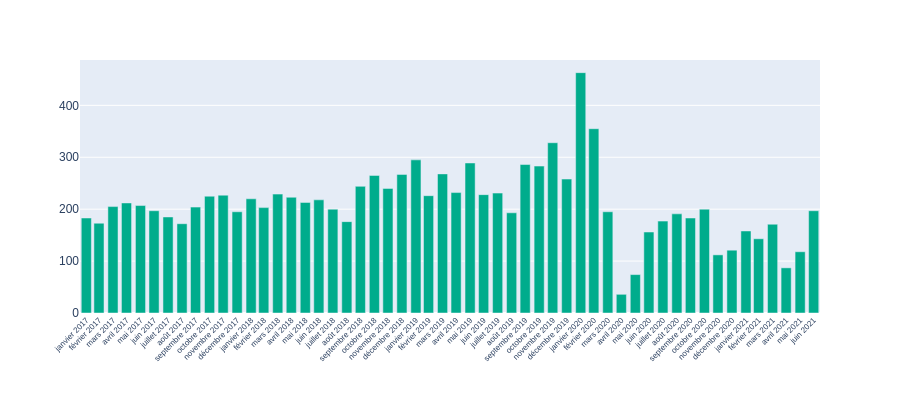 400
300
200
100
0
janvier 2017
février 2017
mars 2017
avril 2017
mai 2017
juin 2017
juillet 2017
août 2017
septembre 2017
octobre 2017
novembre 2017
décembre 2017
janvier 2018
février 2018
mars 2018
avril 2018
mai 2018
juin 2018
juillet 2018
août 2018
septembre 2018
octobre 2018
novembre 2018
décembre 2018
janvier 2019
février 2019
mars 2019
avril 2019
mai 2019
juin 2019
juillet 2019
août 2019
septembre 2019
octobre 2019
novembre 2019
décembre 2019
janvier 2020
février 2020
mars 2020
avril 2020
mai 2020
juin 2020
juillet 2020
août 2020
septembre 2020
octobre 2020
novembre 2020
décembre 2020
janvier 2021
février 2021
mars 2021
avril 2021
mai 2021
juin 2021